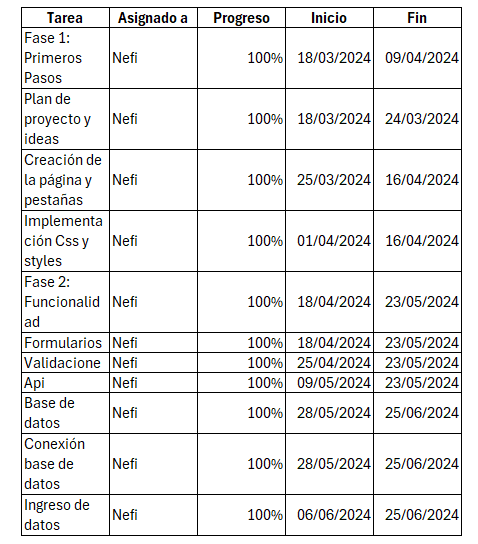 Tarea Asignado a Progreso Inicio Fin
Fase 1:
Primeros
Pasos Nefi 100% 18/03/2024 09/04/2024
Plan de
proyecto y
ideas Nefi 100% 18/03/2024 24/03/2024
Creación de
la página y
pestañas Nefi 100% 25/03/2024 16/04/2024
Implementa
ción Css y
styles Nefi 100% 01/04/2024 16/04/2024
Fase 2:
Funcionalid
ad Nefi 100% 18/04/2024 23/05/2024
Formularios Nefi 100% 18/04/2024 23/05/2024
Validacione Nefi 100% 25/04/2024 23/05/2024
Api Nefi 100% 09/05/2024 23/05/2024
Base de
datos Nefi 100% 28/05/2024 25/06/2024
Conexión
base de
datos Nefi 100% 28/05/2024 25/06/2024
Ingreso de
datos Nefi 100% 06/06/2024 25/06/2024